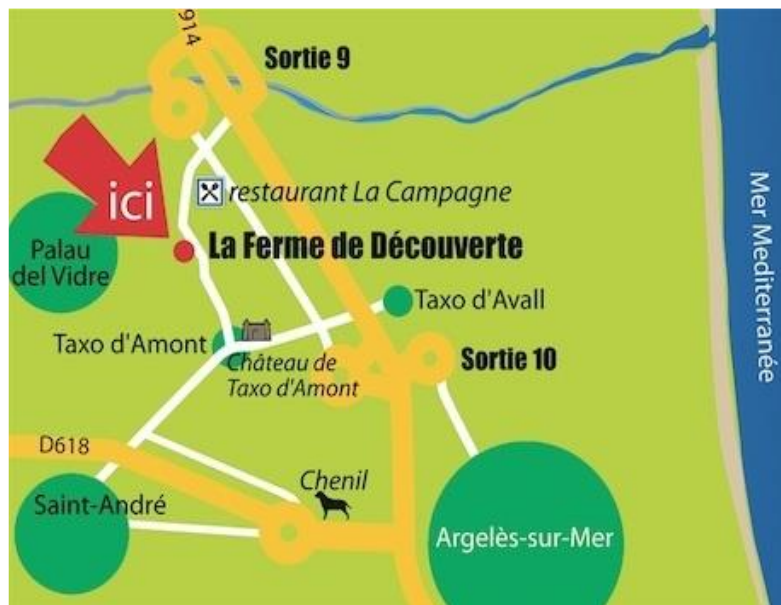 914
Sortie 9
ici
restaurant La Campagne
Palau
del Vidre
La Ferme de Découverte
Mer Mediterranée
Taxo d'Avall
Taxo d'Amont
Château de
Taxo d'Amont
Sortie 10
D618
Chenil
Saint-André
Argelès-sur-Mer